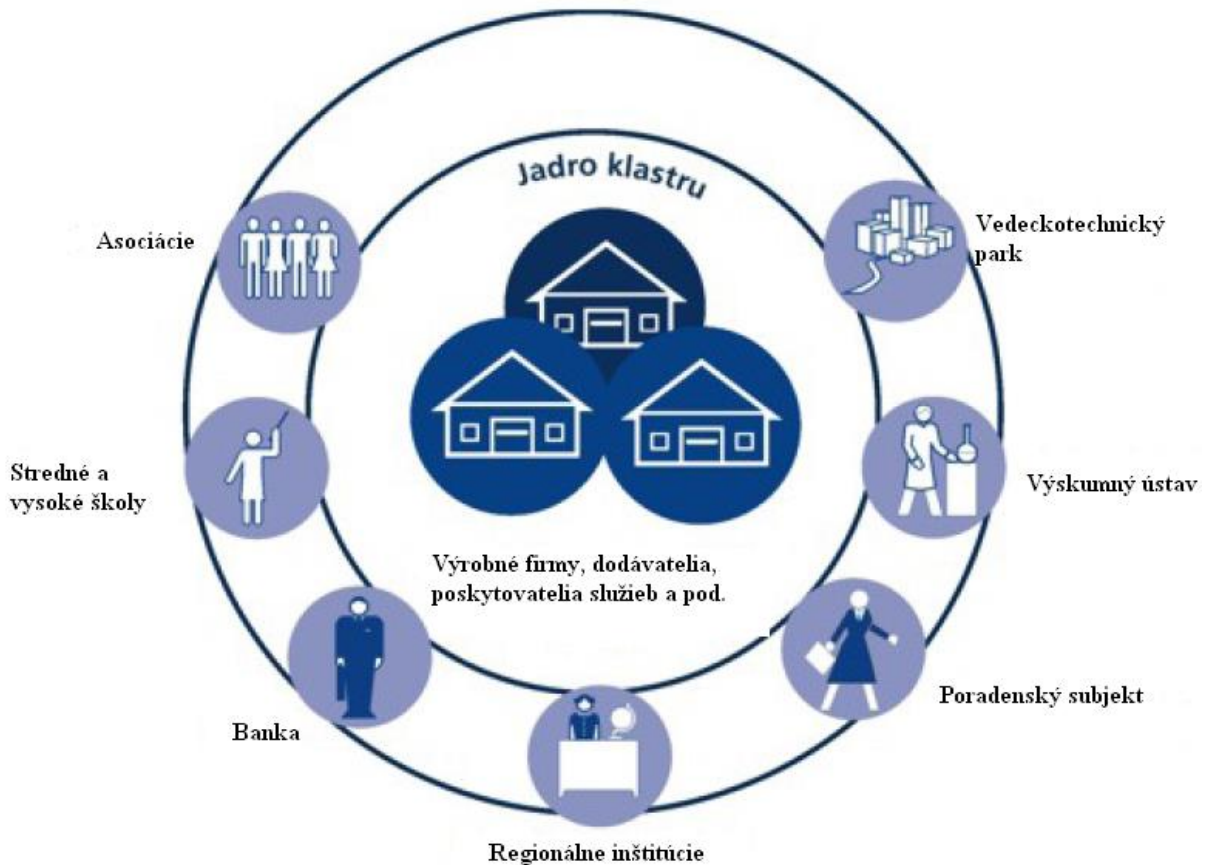 Jadro klastru
Asociácie
Vedeckotechnický
park
Stredné a
vysoké školy
Výskumný ústav
Výrobné firmy, dodávatelia,
poskytovatelia služieb a pod.
Banka
Poradenský subjekt
Regionálne inštitúcie